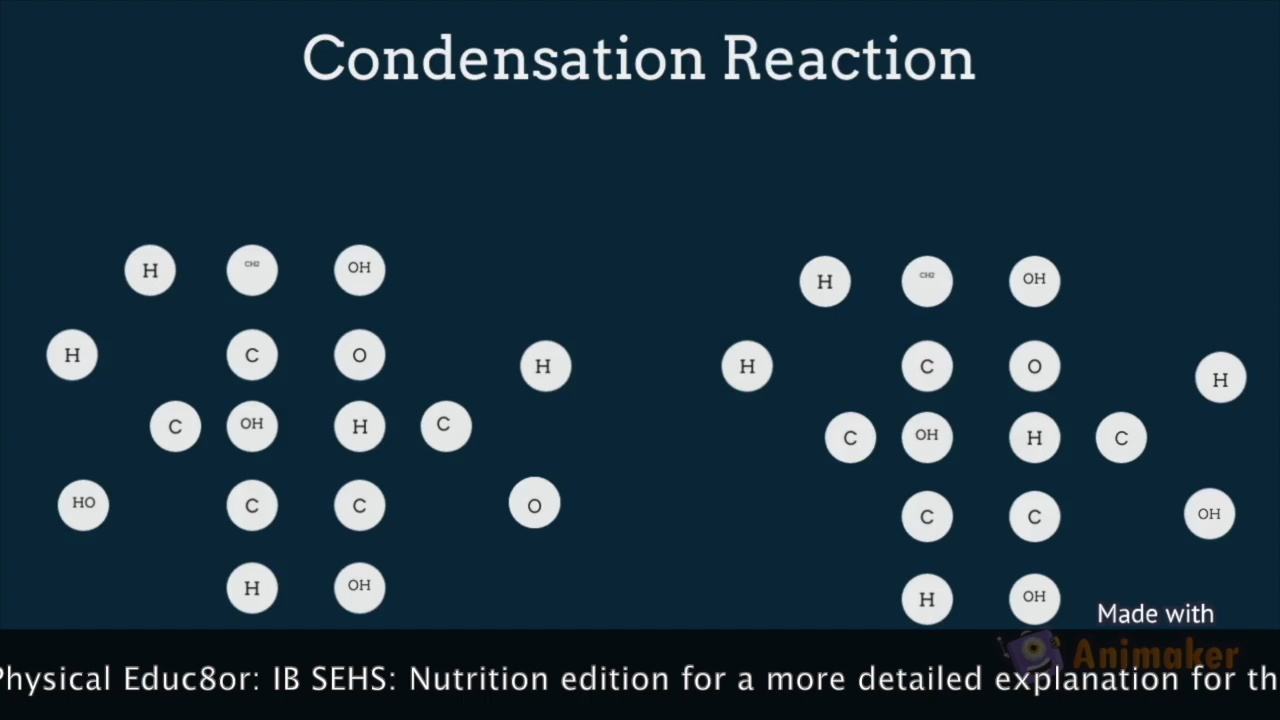 Condensation Reaction
H CH2 OH H CH2 OH
H C O H H C O H
C OH H C C OH H C
HO C C O C C OH
H OH H OH
Made with
Animaker
Physical Educ8or: IB SEHS: Nutrition edition for a more detailed explanation for th